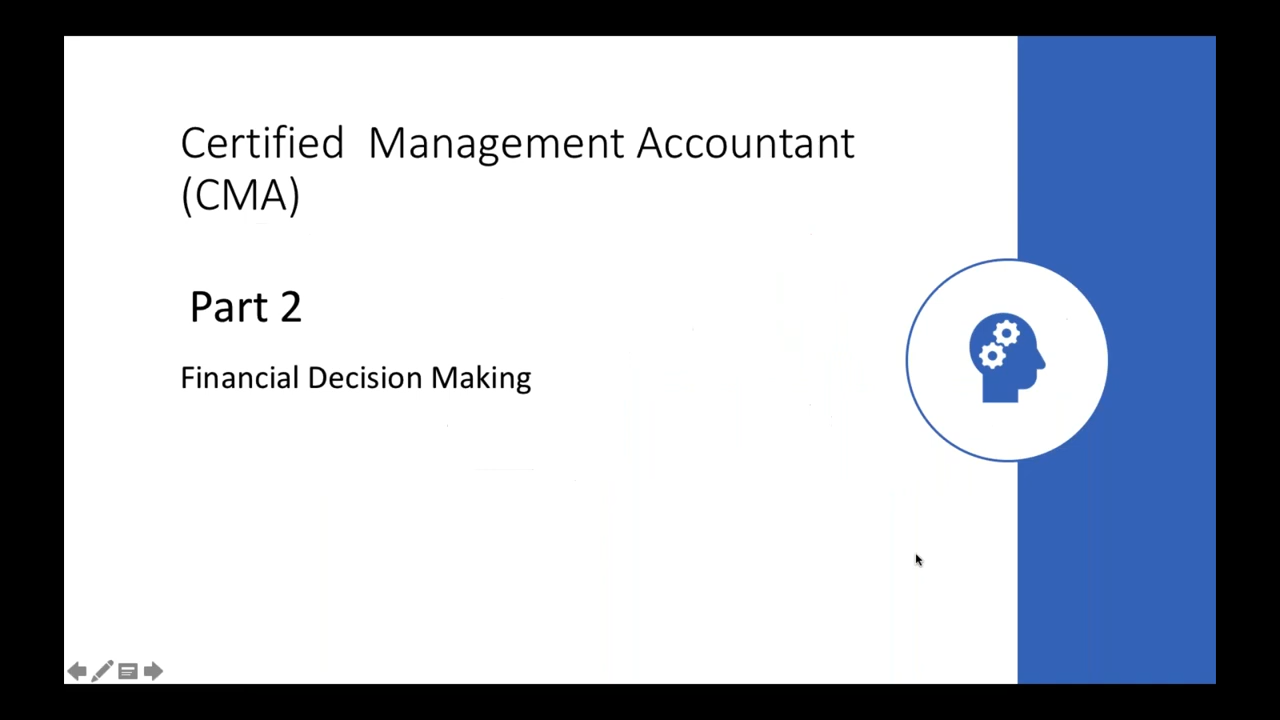 Certified  Management Accountant
(CMA)
Part 2
Financial Decision Making